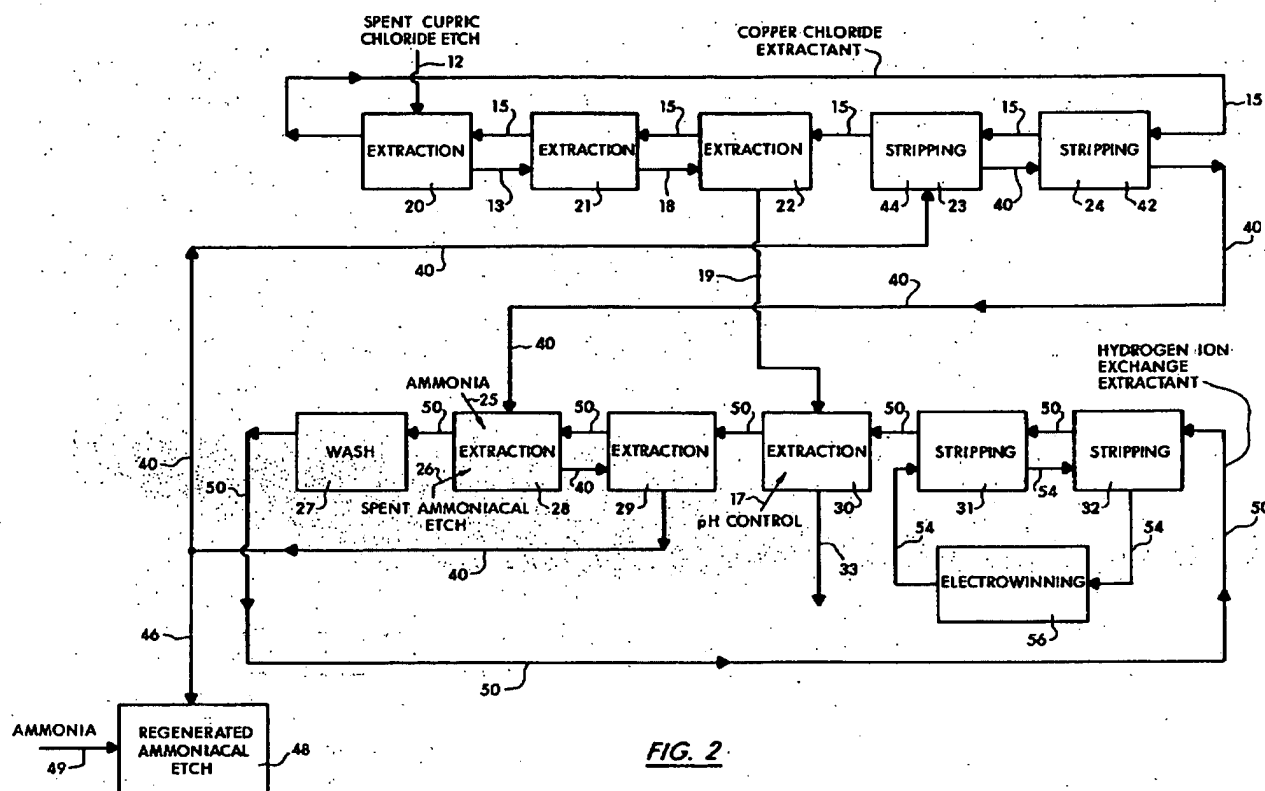 SPENT CUPRIC
CHLORIDE ETCH
12
COPPER CHLORIDE
EXTRACTANT
15
15
15
15
15
EXTRACTION
EXTRACTION
EXTRACTION
STRIPPING
STRIPPING
13
18
40
20
21
22
44
23
24
42
40
40
19
40
40
HYDROGEN ION
EXCHANGE
EXTRACTANT
AMMONIA
25
50
50
50
50
50
WASH
EXTRACTION
EXTRACTION
EXTRACTION
STRIPPING
STRIPPING
40
50
26
40
17
54
27
SPENT AMMONIACAL
ETCH
28
29
pH CONTROL
30
31
32
50
40
33
54
54
ELECTROWINNING
56
46
50
AMMONIA
49
REGENERATED
AMMONIACAL
ETCH
48
FIG. 2